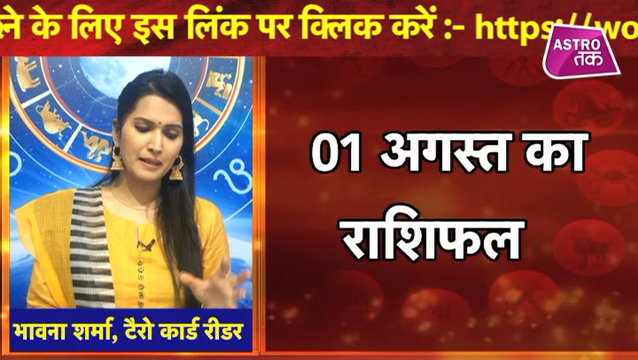 के लिए इस लिंक पर क्लिक करें :- https://wo
ASTRO
तक
01 अगस्त का
राशिफल
भावना शर्मा, टैरो कार्ड रीडर